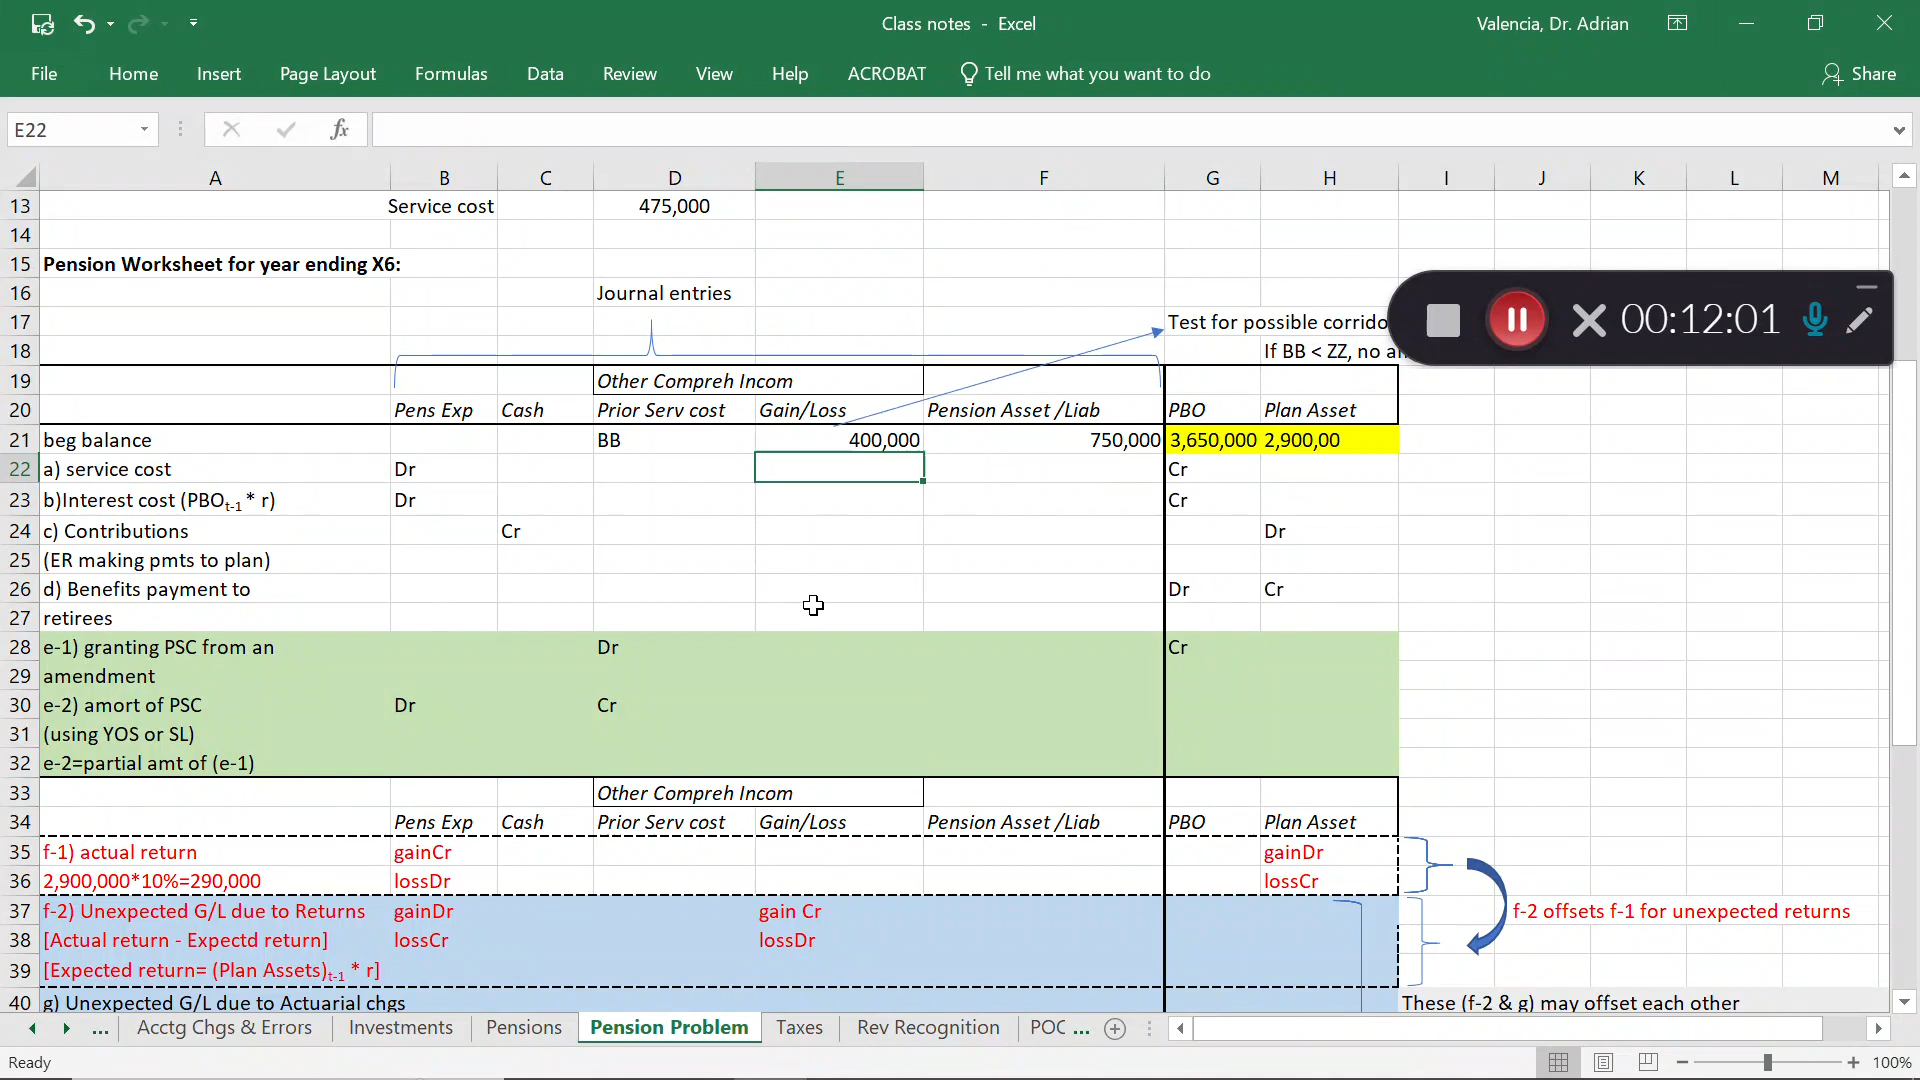 Class notes - Excel
Valencia, Dr. Adrian
File Home Insert Page Layout Formulas Data Review View Help ACROBAT Tell me what you want to do Share
E22 fx
A B C D E F G H I J K L M
13 Service cost 475,000
14
15 Pension Worksheet for year ending X6:
16 Journal entries
17 Test for possible corrido
00:12:01
18 If BB < ZZ, no a
19 Other Compreh Incom
20 Pens Exp Cash Prior Serv cost Gain/Loss Pension Asset /Liab PBO Plan Asset
21 beg balance BB 400,000 750,000 3,650,000 2,900,00
22 a) service cost Dr Cr
23 b)Interest cost (PBOt-1 * r) Dr Cr
24 c) Contributions Cr Dr
25 (ER making pmts to plan)
26 d) Benefits payment to Dr Cr
27 retirees
28 e-1) granting PSC from an Dr Cr
29 amendment
30 e-2) amort of PSC Dr Cr
31 (using YOS or SL)
32 e-2=partial amt of (e-1)
33 Other Compreh Incom
34 Pens Exp Cash Prior Serv cost Gain/Loss Pension Asset /Liab PBO Plan Asset
35 f-1) actual return gainCr gainDr
36 2,900,000*10%=290,000 lossDr lossCr
37 f-2) Unexpected G/L due to Returns gainDr gain Cr f-2 offsets f-1 for unexpected returns
38 [Actual return - Expectd return] lossCr lossDr
39 [Expected return= (Plan Assets)t-1 * r]
40 g) Unexpected G/L due to Actuarial chgs These (f-2 & g) may offset each other
... Acctg Chgs & Errors Investments Pensions Pension Problem Taxes Rev Recognition POC ...
Ready 100%